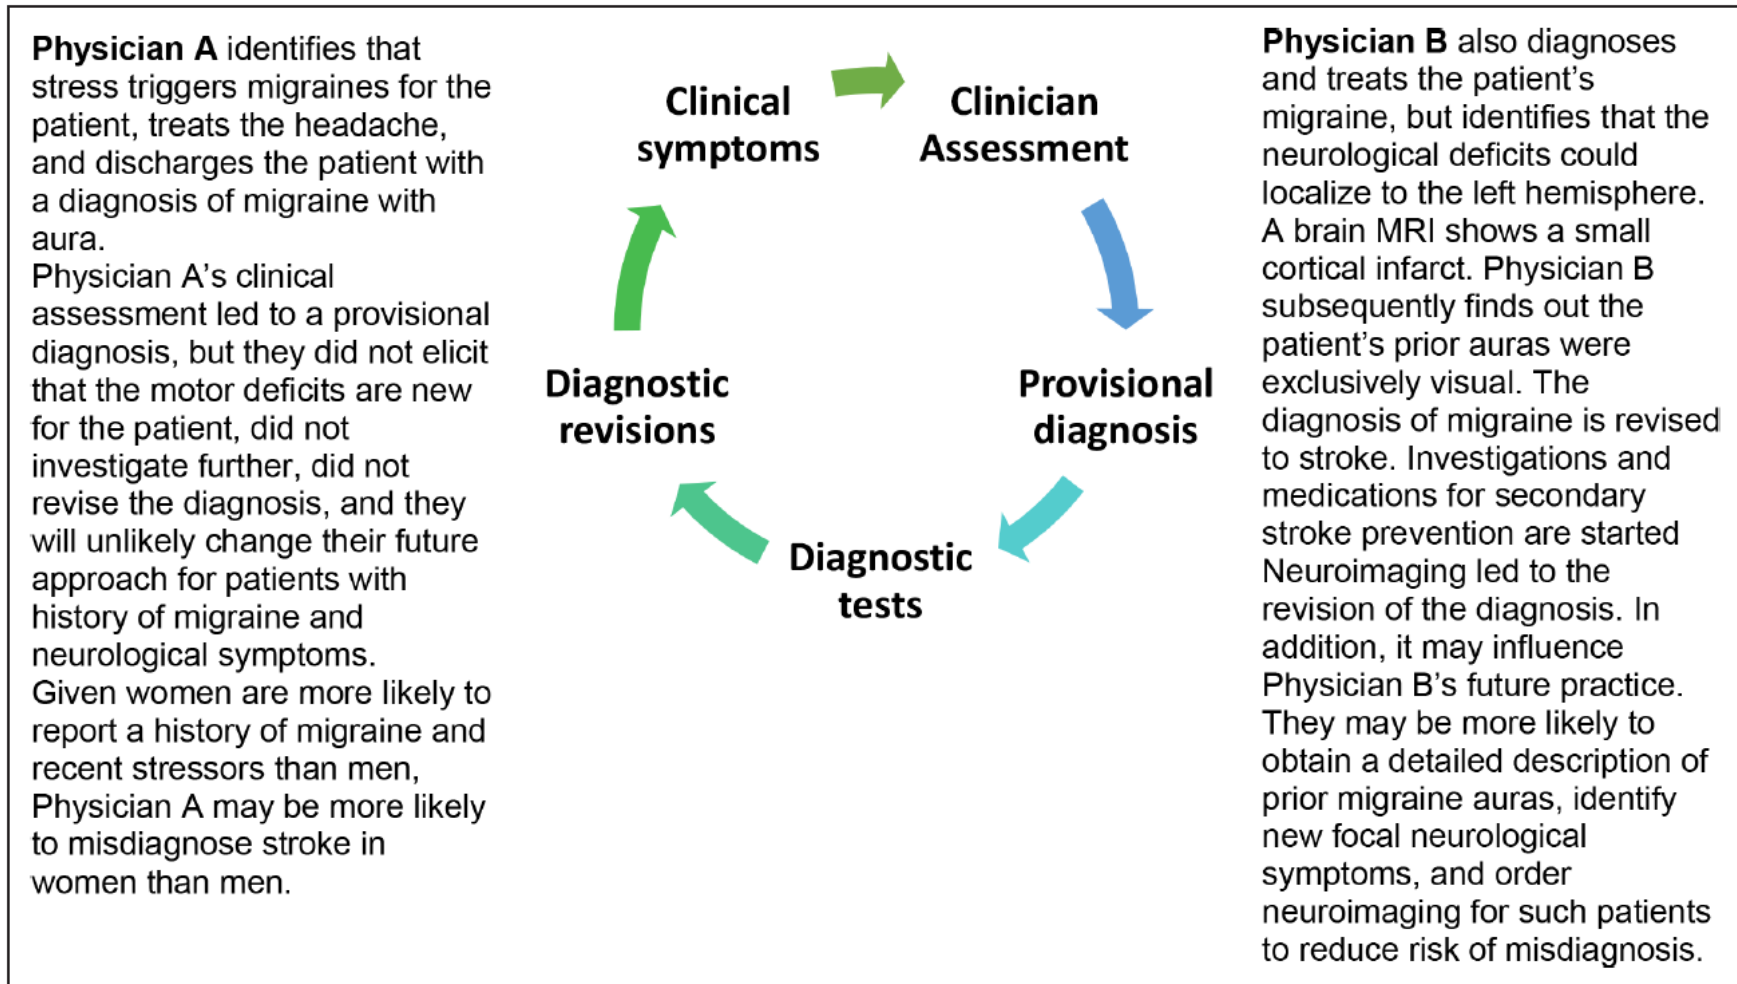 Physician A identifies that
stress triggers migraines for the
patient, treats the headache,
and discharges the patient with
a diagnosis of migraine with
aura.
Physician A’s clinical
assessment led to a provisional
diagnosis, but they did not elicit
that the motor deficits are new
for the patient, did not
investigate further, did not
revise the diagnosis, and they
will unlikely change their future
approach for patients with
history of migraine and
neurological symptoms.
Given women are more likely to
report a history of migraine and
recent stressors than men,
Physician A may be more likely
to misdiagnose stroke in
women than men.
Clinical
symptoms
Clinician
Assessment
Provisional
diagnosis
Diagnostic
tests
Diagnostic
revisions
Physician B also diagnoses
and treats the patient’s
migraine, but identifies that the
neurological deficits could
localize to the left hemisphere.
A brain MRI shows a small
cortical infarct. Physician B
subsequently finds out the
patient’s prior auras were
exclusively visual. The
diagnosis of migraine is revised
to stroke. Investigations and
medications for secondary
stroke prevention are started
Neuroimaging led to the
revision of the diagnosis. In
addition, it may influence
Physician B’s future practice.
They may be more likely to
obtain a detailed description of
prior migraine auras, identify
new focal neurological
symptoms, and order
neuroimaging for such patients
to reduce risk of misdiagnosis.